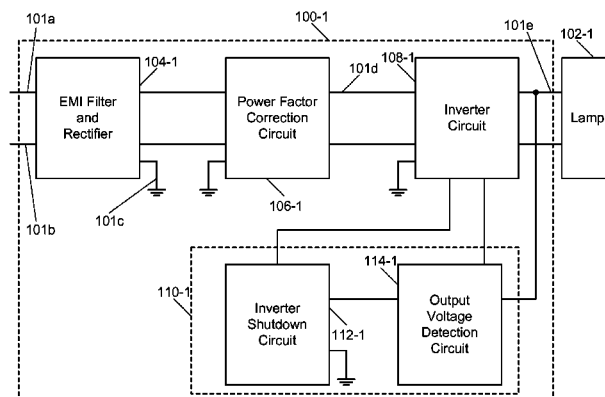 101a
100-1
101e
102-1
104-1
101d
108-1
EMI Filter
and
Rectifier
Power Factor
Correction
Circuit
Inverter
Circuit
Lamp
101b
101c
106-1
110-1
114-1
Inverter
Shutdown
Circuit
112-1
Output
Voltage
Detection
Circuit